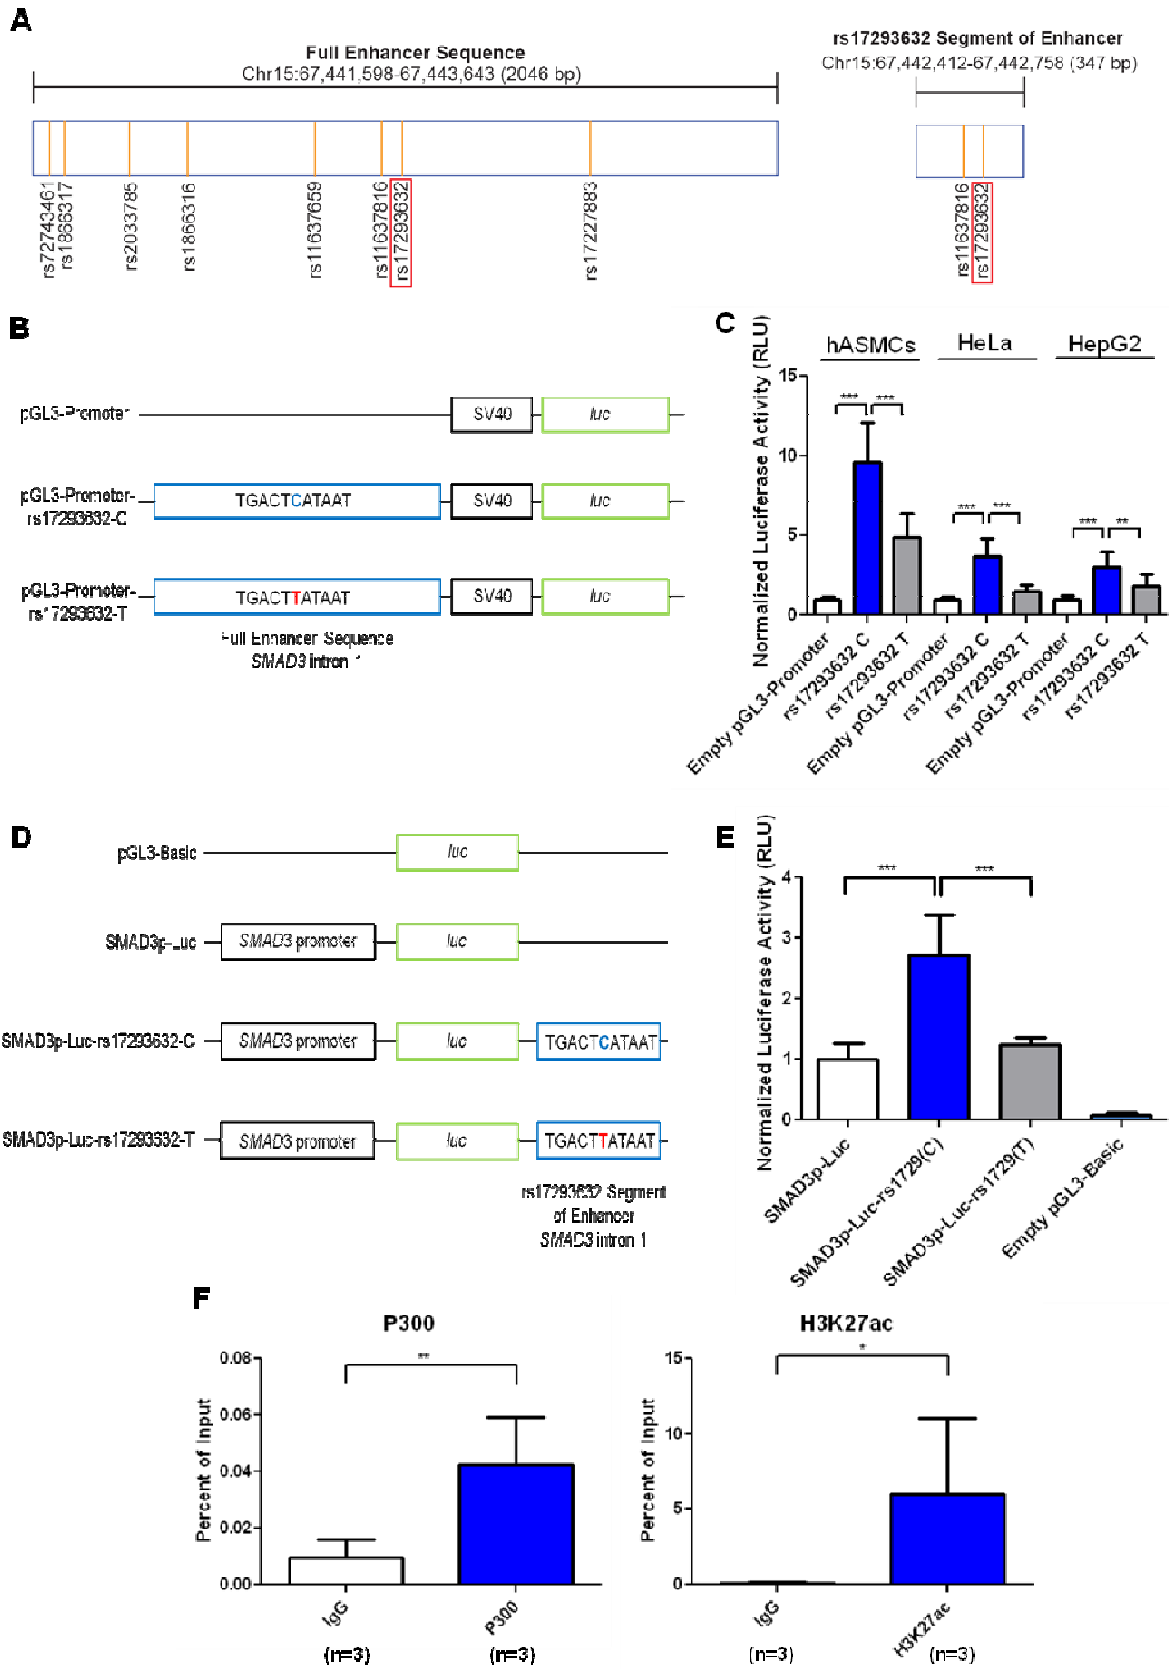 A
Full Enhancer Sequence
Chr15:67,441,598-67,443,643 (2046 bp)
rs17293632 Segment of Enhancer
Chr15:67,442,412-67,442,758 (347 bp)
rs72743461
rs1866317
rs2033785
rs1866316
rs11637659
rs11637816
rs17293632
rs17227883
rs11637816
rs17293632
B
pGL3-Promoter
SV40
luc
pGL3-Promoter-
rs17293632-C
TGACTCATAAT
SV40
luc
pGL3-Promoter-
rs17293632-T
TGACTTATAAT
SV40
luc
Full Enhancer Sequence
SMAD3 intron 1
C
Normalized Luciferase Activity (RLU)
hASMCs
HeLa
HepG2
15
10
5
0
***
***
***
***
***
**
Empty pGL3-Promoter
rs17293632 C
rs17293632 T
Empty pGL3-Promoter
rs17293632 C
rs17293632 T
Empty pGL3-Promoter
rs17293632 C
rs17293632 T
D
pGL3-Basic
luc
SMAD3p-Luc
SMAD3 promoter
luc
SMAD3p-Luc-rs17293632-C
SMAD3 promoter
luc
TGACTCATAAT
SMAD3p-Luc-rs17293632-T
SMAD3 promoter
luc
TGACTTATAAT
rs17293632 Segment
of Enhancer
SMAD3 intron 1
E
Normalized Luciferase Activity (RLU)
4
3
2
1
0
***
***
SMAD3p-Luc
SMAD3p-Luc-rs1729(C)
SMAD3p-Luc-rs1729(T)
Empty pGL3-Basic
F
P300
Percent of Input
0.08
0.06
0.04
0.02
0.00
**
IgG
P300
(n=3)
(n=3)
H3K27ac
Percent of Input
15
10
5
0
*
IgG
H3K27ac
(n=3)
(n=3)